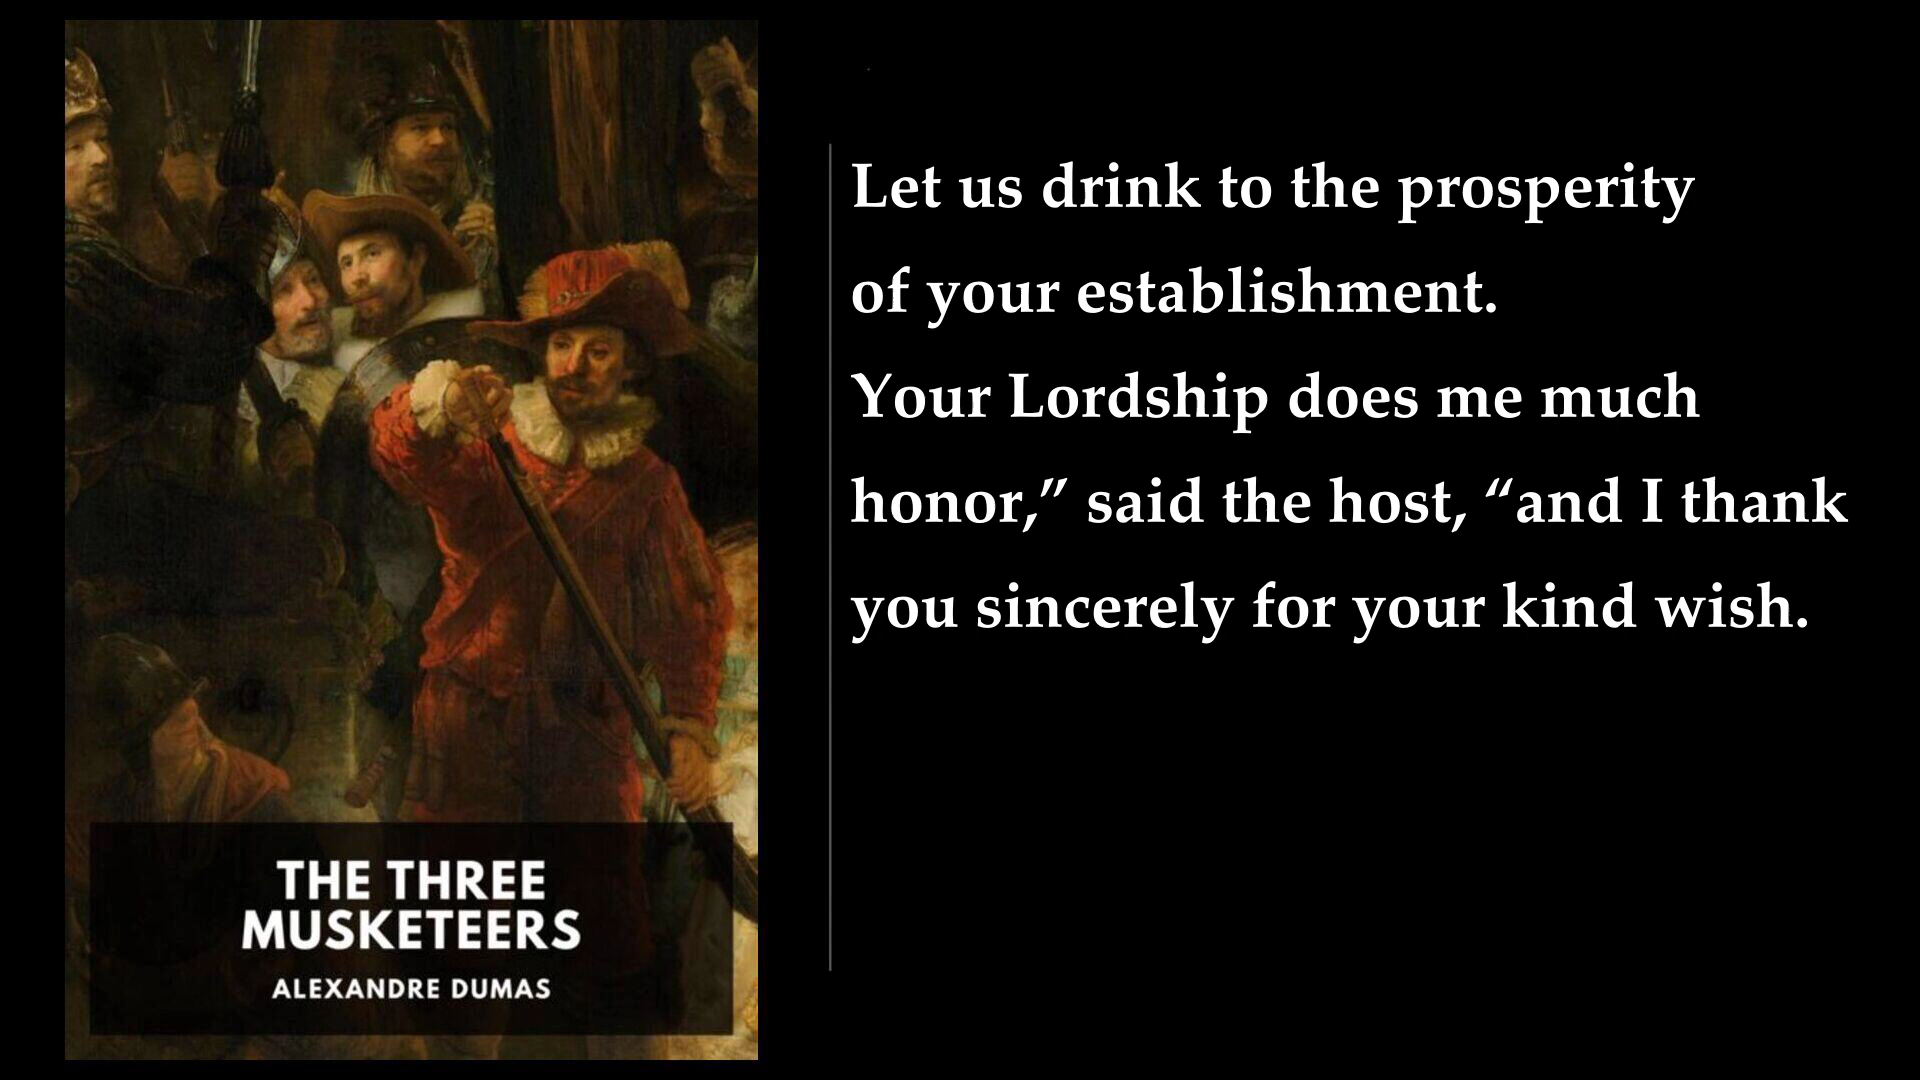 Let us drink to the prosperity
of your establishment.
Your Lordship does me much
honor,” said the host, “and I thank
you sincerely for your kind wish.
THE THREE
MUSKETEERS
ALEXANDRE DUMAS